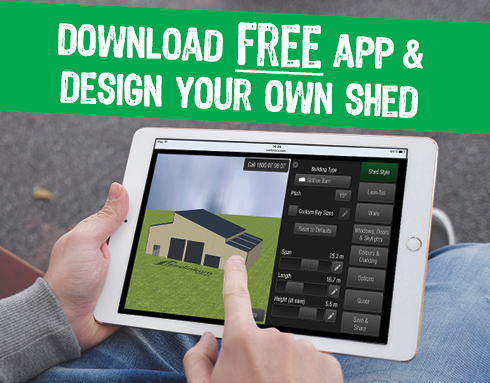 DOWNLOAD FREE APP &
DESIGN YOUR OWN SHED
Call 1800 07 08 07
Building Type
Pitch
Custom Bay Sizes
Reset to Defaults
Span 25.2 m
Length 16.7 m
Height (at eave) 5.6 m
Shed Style
Lean-Tos
Walls
Windows, Doors
& Skylights
Colours &
Cladding
Options
Quote
Save &
Share